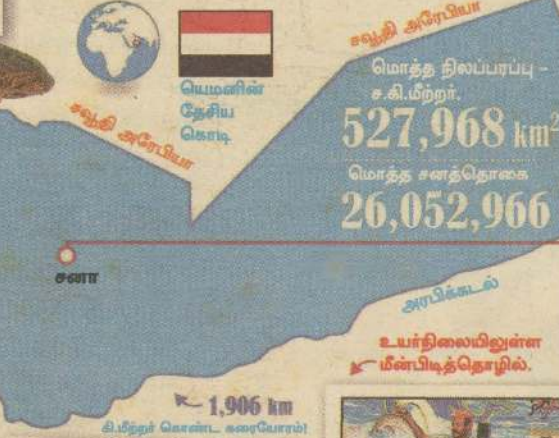 சவூதி அரேபியா
யெமனின்
தேசிய
கொடி
சவூதி அரேபியா
மொத்த நிலப்பரப்பு -
ச.கி.மீற்றர்.
527,968 km²
மொத்த சனத்தொகை
26,052,966
சனா
அரபிக்கடல்
உயர்நிலையிலுள்ள
மீன்பிடித்தொழில்.
1,906 km
கி.மீற்றர் கொண்ட கரையோரம்!